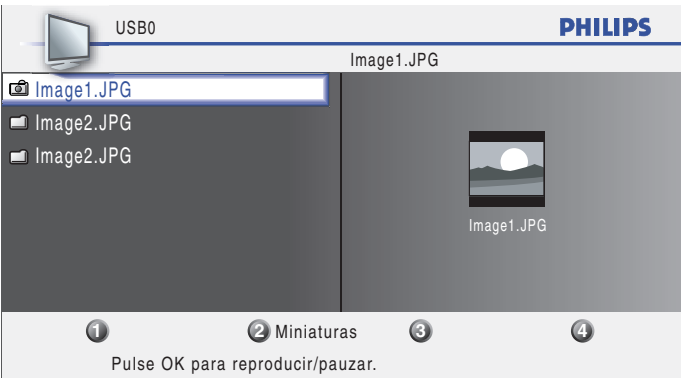 USB0
PHILIPS
Image1.JPG
Image1.JPG
Image2.JPG
Image2.JPG
Image1.JPG
1 2 Miniaturas 3 4
Pulse OK para reproducir/pauzar.